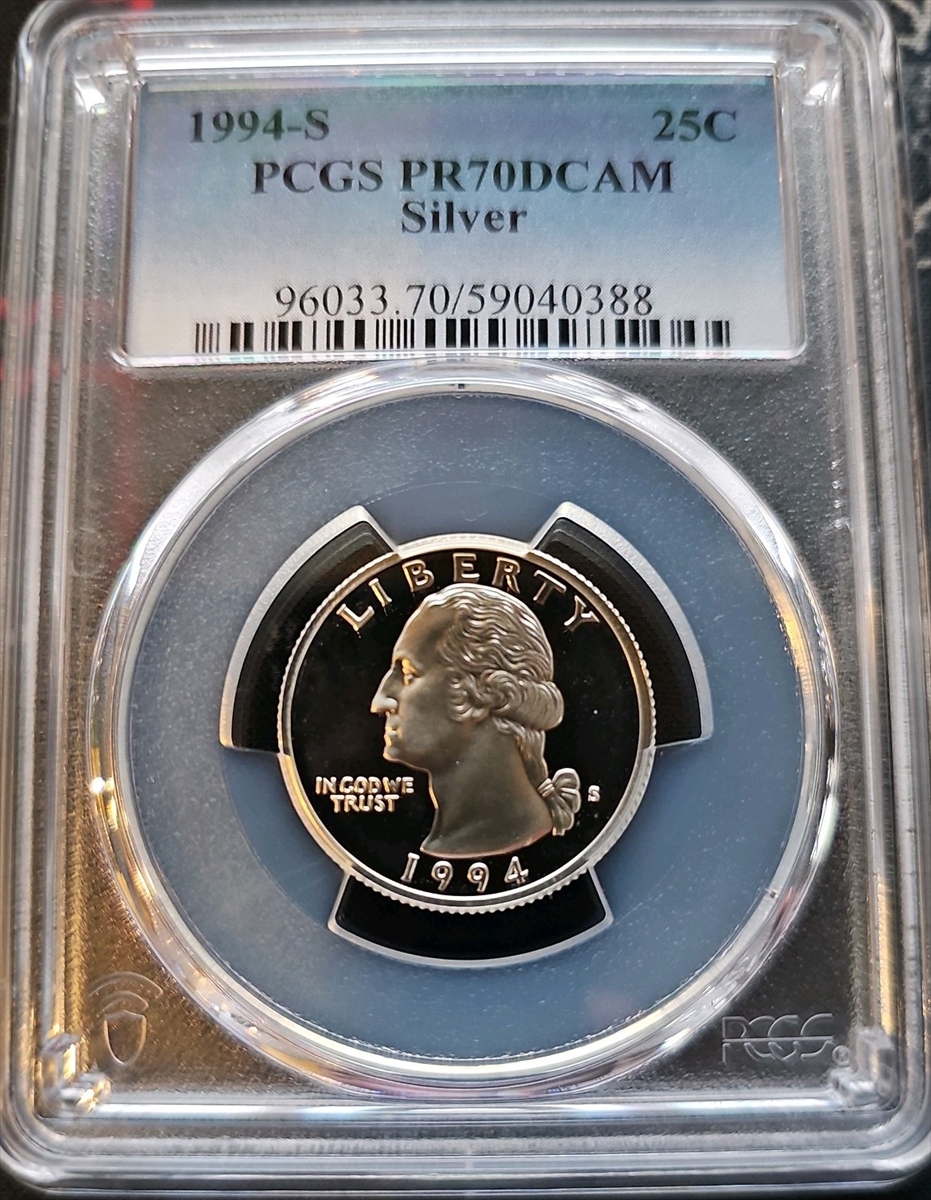 1994-S 25C
PCGS PR70DCAM
Silver
96033.70/59040388
LIBERTY
IN GOD WE
TRUST
S
1994
PCGS